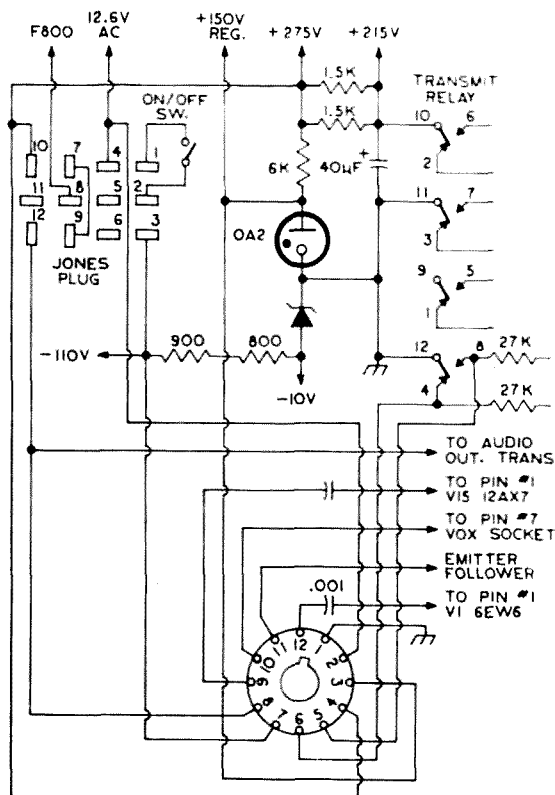 F800
12.6V
AC
+150V
REG.
+275V
+215V
1.5K
1.5K
6K
40µF
+
TRANSMIT
RELAY
10
6
2
11
7
3
9
5
1
12
8
4
27K
27K
ON/OFF
SW.
10
7
4
1
11
8
5
2
12
9
6
3
JONES
PLUG
OA2
-110V
900
800
-10V
TO AUDIO
OUT. TRANS
TO PIN #1
V15 12AX7
TO PIN #7
VOX SOCKET
EMITTER
FOLLOWER
.001
TO PIN #1
V1 6EW6
12
1
2
3
4
5
6
7
8
9
10
11